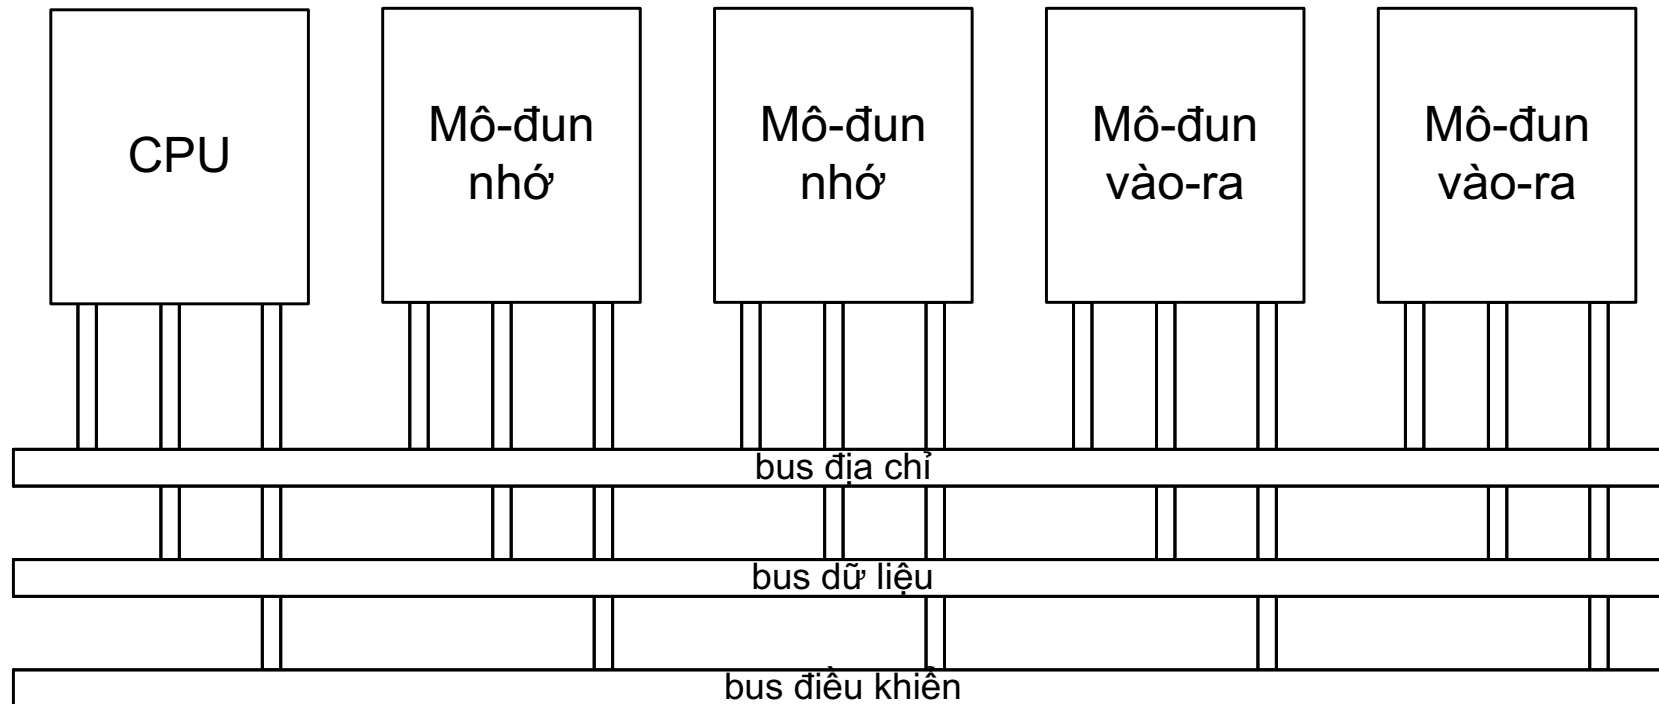 CPU
Mô-đun
nhớ
Mô-đun
nhớ
Mô-đun
vào-ra
Mô-đun
vào-ra
bus địa chỉ
bus dữ liệu
bus điều khiển